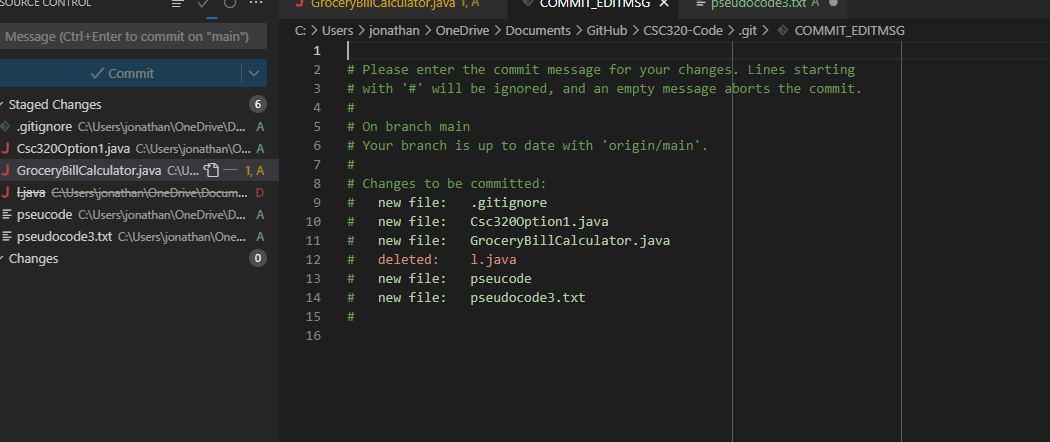 SOURCE CONTROL
Message (Ctrl+Enter to commit on "main")
Commit
Staged Changes 6
.gitignore C:\Users\jonathan\OneDrive\D... A
Csc320Option1.java C:\Users\jonathan\O... A
GroceryBillCalculator.java C:\U... 1, A
l.java C:\Users\jonathan\OneDrive\Docum... D
pseucode C:\Users\jonathan\OneDrive\D... A
pseudocode3.txt C:\Users\jonathan\One... A
Changes 0
GroceryBillCalculator.java 1, A COMMIT_EDITMSG pseudocode3.txt A
C: > Users > jonathan > OneDrive > Documents > GitHub > CSC320-Code > .git > COMMIT_EDITMSG
1
2 # Please enter the commit message for your changes. Lines starting
3 # with '#' will be ignored, and an empty message aborts the commit.
4 #
5 # On branch main
6 # Your branch is up to date with 'origin/main'.
7 #
8 # Changes to be committed:
9 # new file: .gitignore
10 # new file: Csc320Option1.java
11 # new file: GroceryBillCalculator.java
12 # deleted: l.java
13 # new file: pseucode
14 # new file: pseudocode3.txt
15 #
16